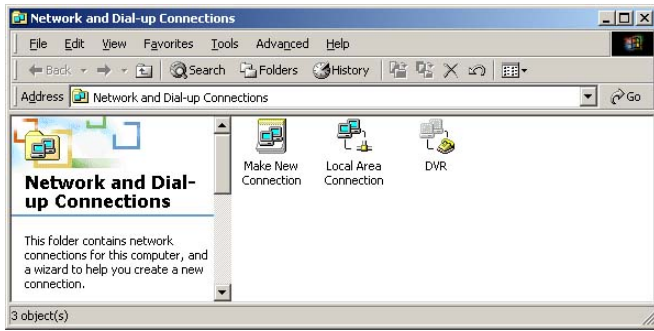 Network and Dial-up Connections
File Edit View Favorites Tools Advanced Help
Back Search Folders History
Address Network and Dial-up Connections Go
Network and Dial-
up Connections
This folder contains network
connections for this computer, and
a wizard to help you create a new
connection.
Make New
Connection
Local Area
Connection
DVR
3 object(s)